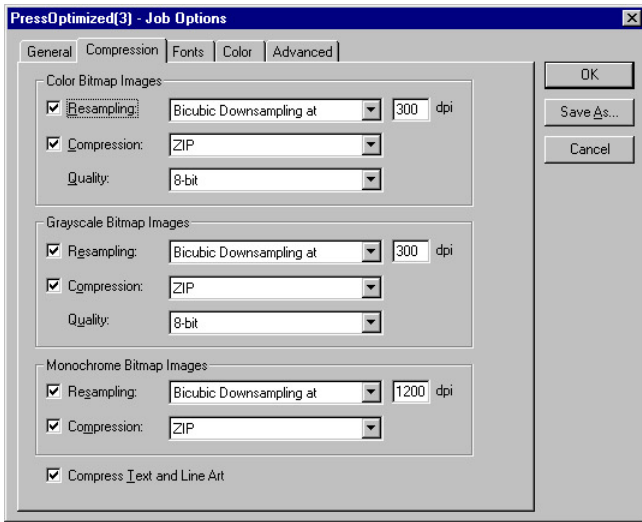 PressOptimized(3) - Job Options
General Compression Fonts Color Advanced
Color Bitmap Images
Resampling: Bicubic Downsampling at 300 dpi
Compression: ZIP
Quality: 8-bit
Grayscale Bitmap Images
Resampling: Bicubic Downsampling at 300 dpi
Compression: ZIP
Quality: 8-bit
Monochrome Bitmap Images
Resampling: Bicubic Downsampling at 1200 dpi
Compression: ZIP
Compress Text and Line Art
OK
Save As...
Cancel